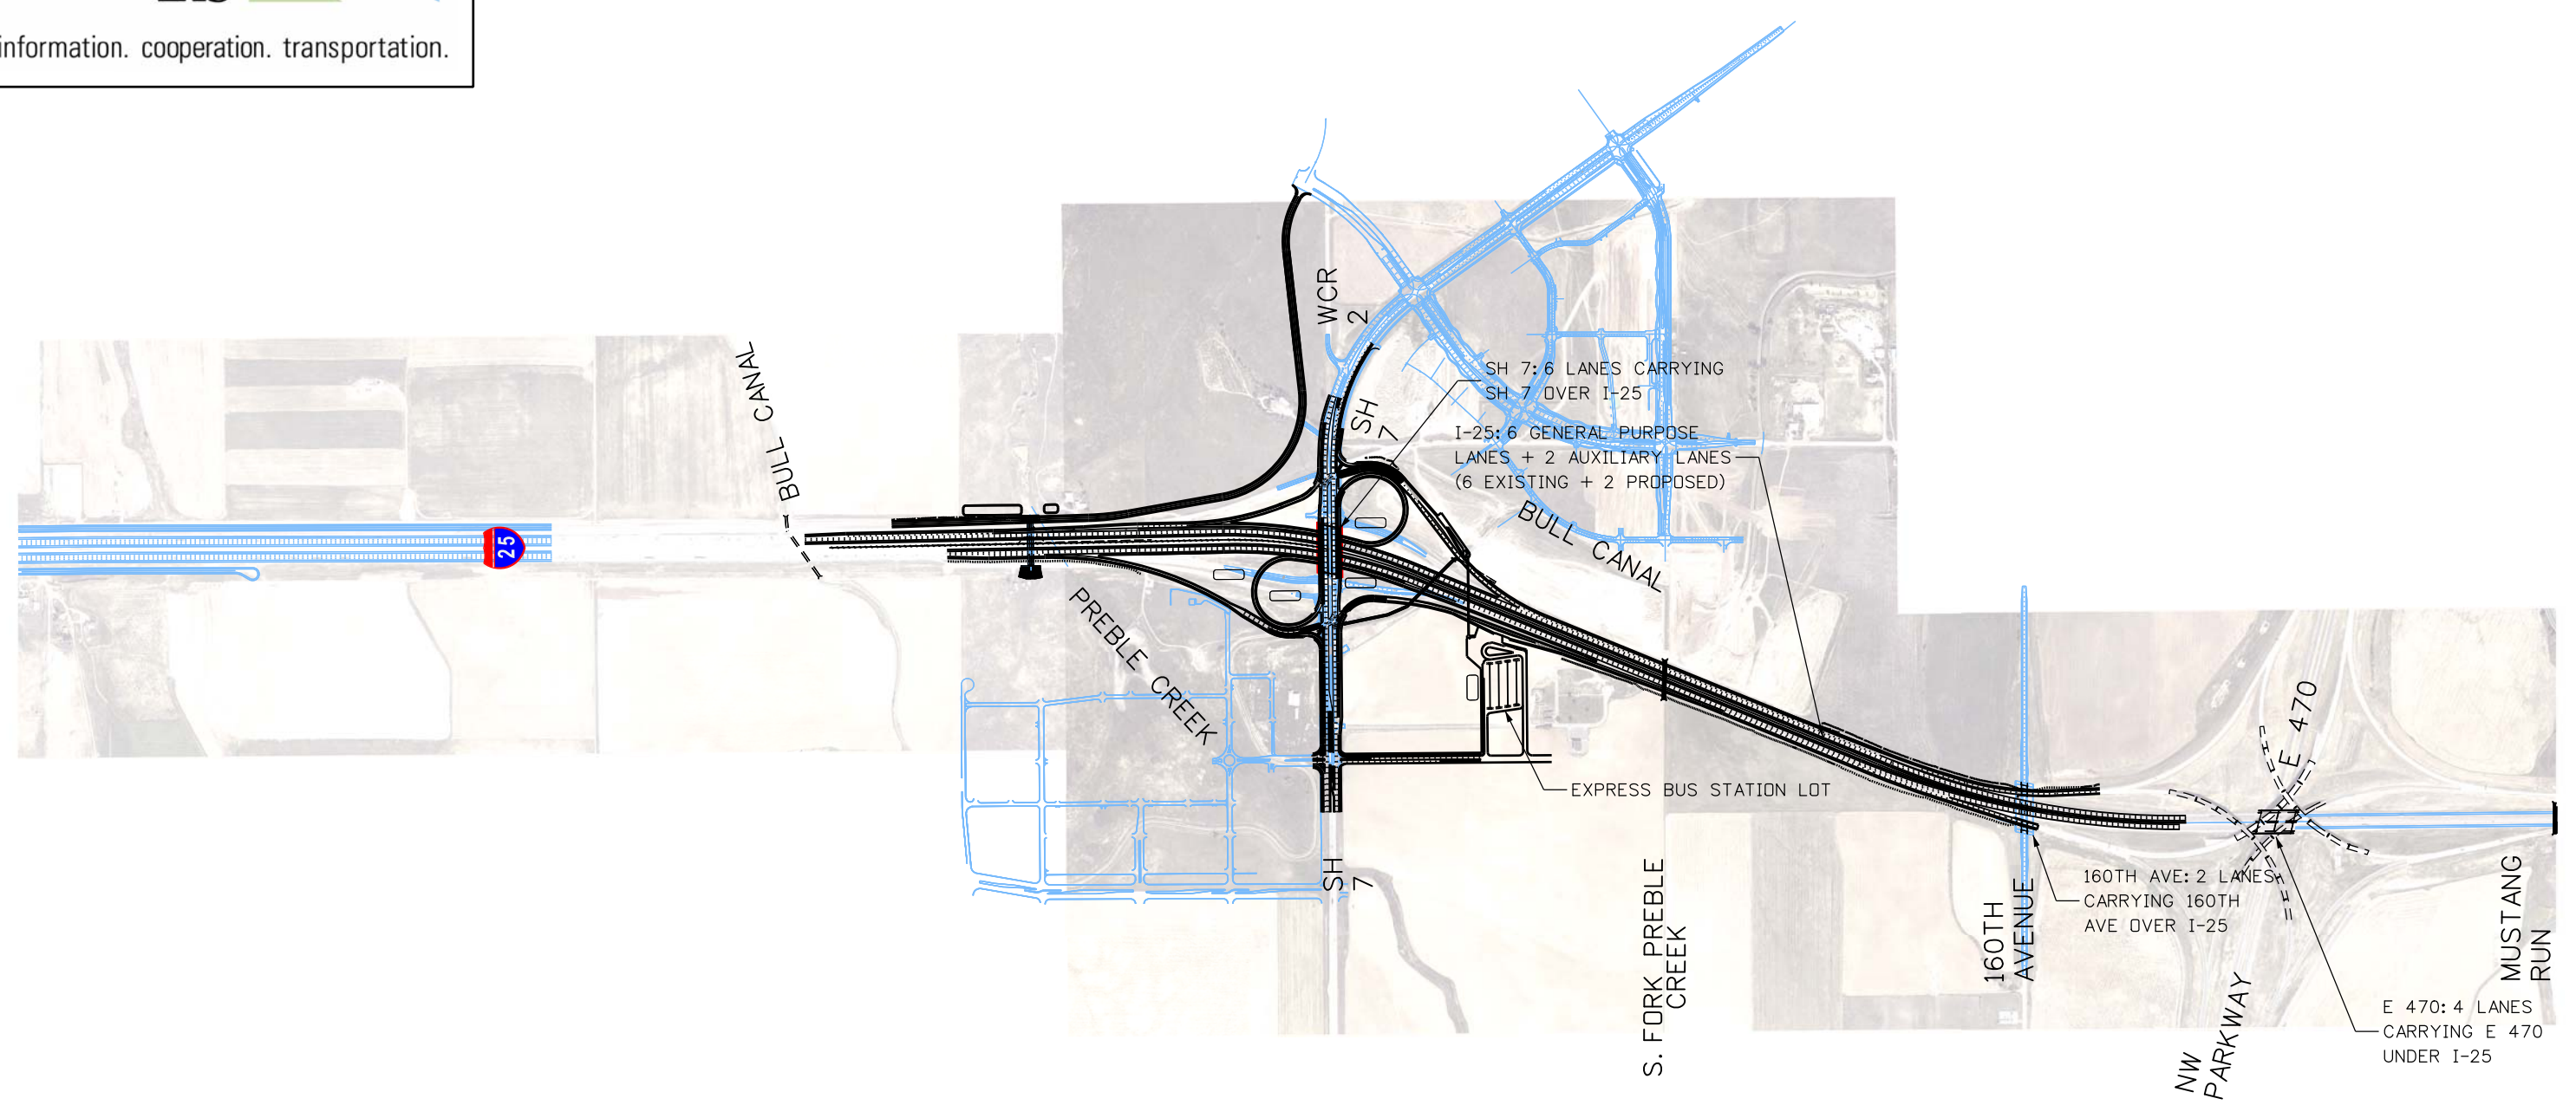 information. cooperation. transportation.
WCR
2
BULL CANAL
SH 7: 6 LANES CARRYING
SH 7 OVER I-25
SH
7
I-25: 6 GENERAL PURPOSE
LANES + 2 AUXILIARY LANES
(6 EXISTING + 2 PROPOSED)
25
BULL CANAL
PREBLE CREEK
E 470
EXPRESS BUS STATION LOT
SH
7
S. FORK PREBLE
CREEK
160TH
AVENUE
160TH AVE: 2 LANES
CARRYING 160TH
AVE OVER I-25
MUSTANG
RUN
NW
PARKWAY
E 470: 4 LANES
CARRYING E 470
UNDER I-25